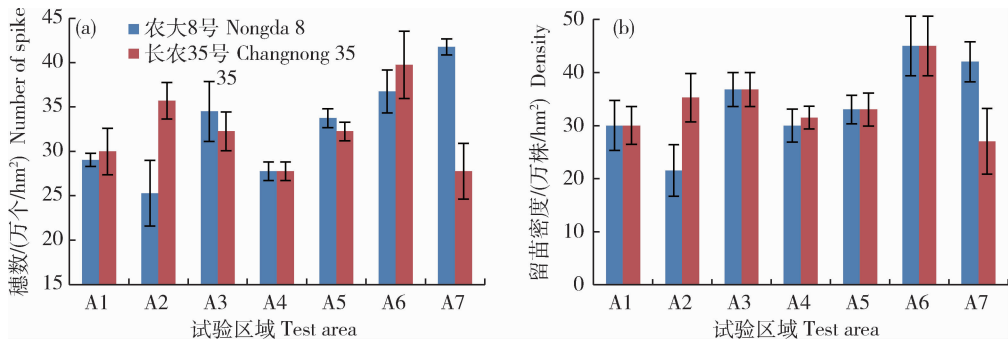 (a)
农大8号 Nongda 8
长农35号 Changnong 35
35
穗数/(万个/hm²) Number of spike
45
40
35
30
25
20
15
A1 A2 A3 A4 A5 A6 A7
试验区域 Test area
(b)
留苗密度/(万株/hm²) Density
50
40
30
20
10
0
A1 A2 A3 A4 A5 A6 A7
试验区域 Test area